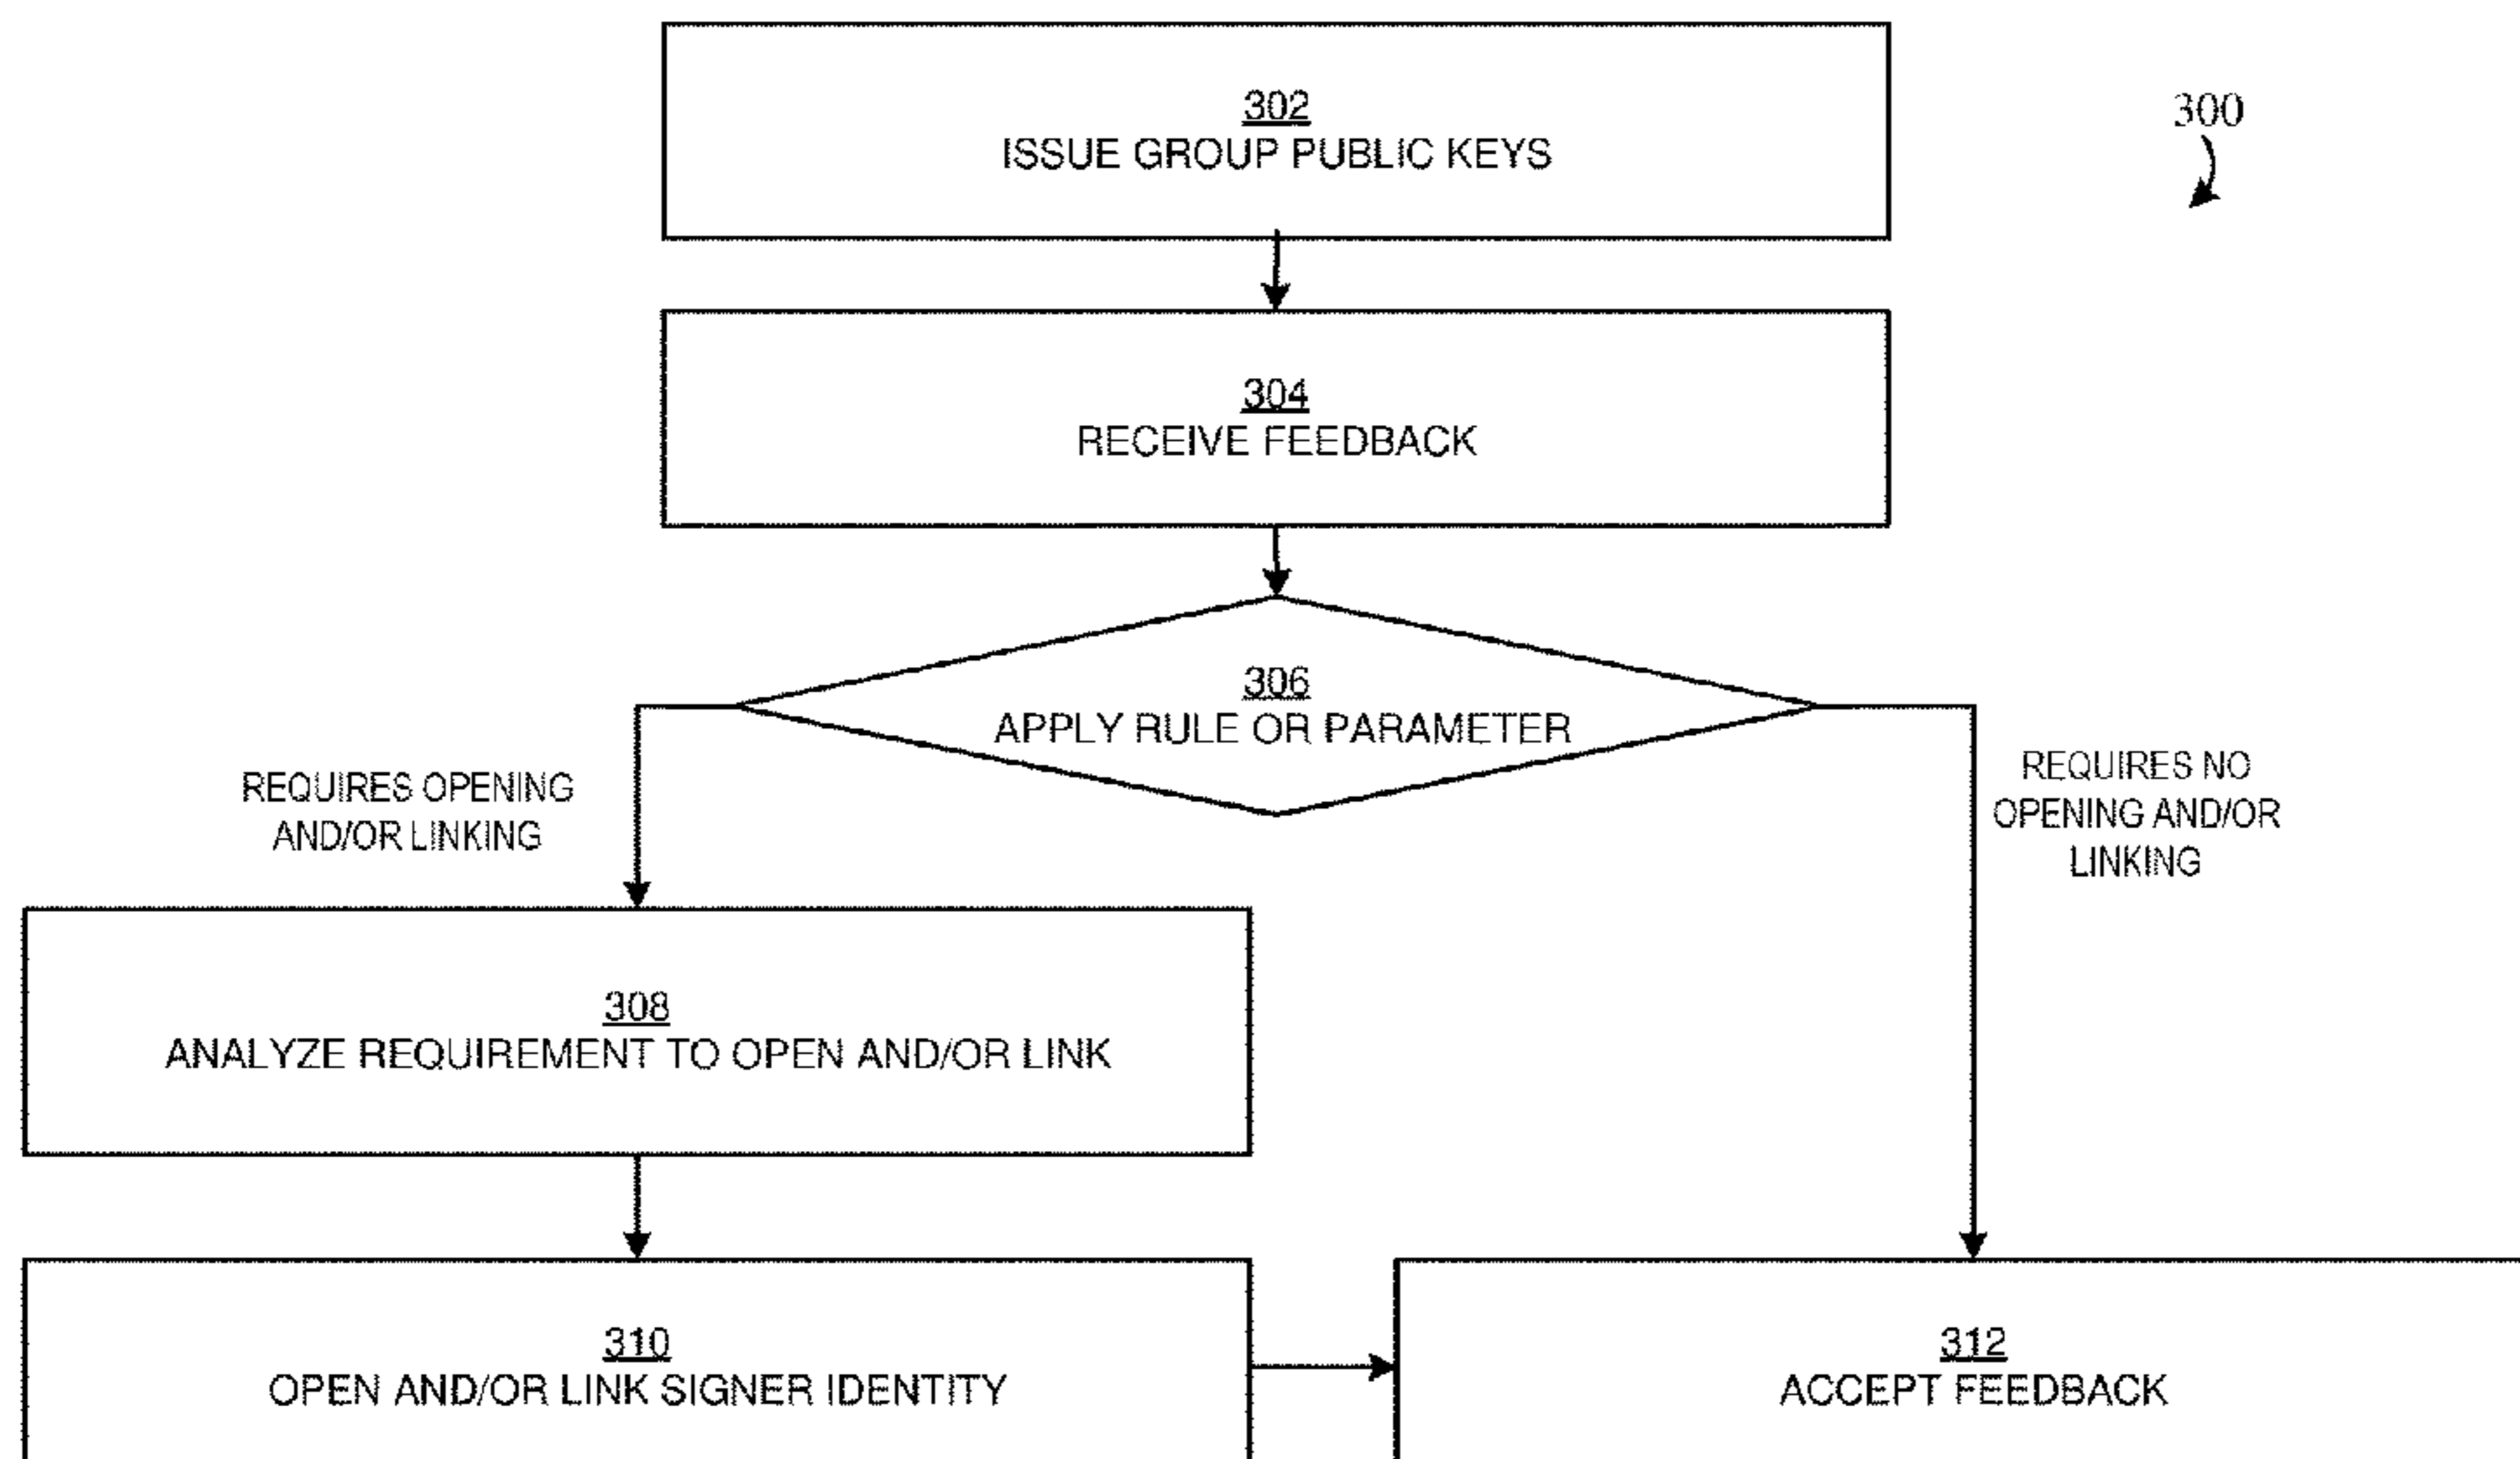 302
ISSUE GROUP PUBLIC KEYS
300
304
RECEIVE FEEDBACK
306
APPLY RULE OR PARAMETER
REQUIRES OPENING
AND/OR LINKING
REQUIRES NO
OPENING AND/OR
LINKING
308
ANALYZE REQUIREMENT TO OPEN AND/OR LINK
310
OPEN AND/OR LINK SIGNER IDENTITY
312
ACCEPT FEEDBACK